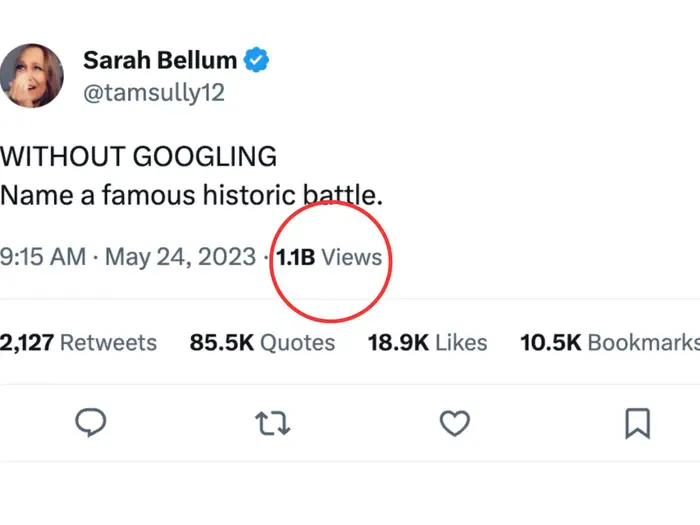 Sarah Bellum
@tamsully12
WITHOUT GOOGLING
Name a famous historic battle.
9:15 AM · May 24, 2023 · 1.1B Views
2,127 Retweets 85.5K Quotes 18.9K Likes 10.5K Bookmarks